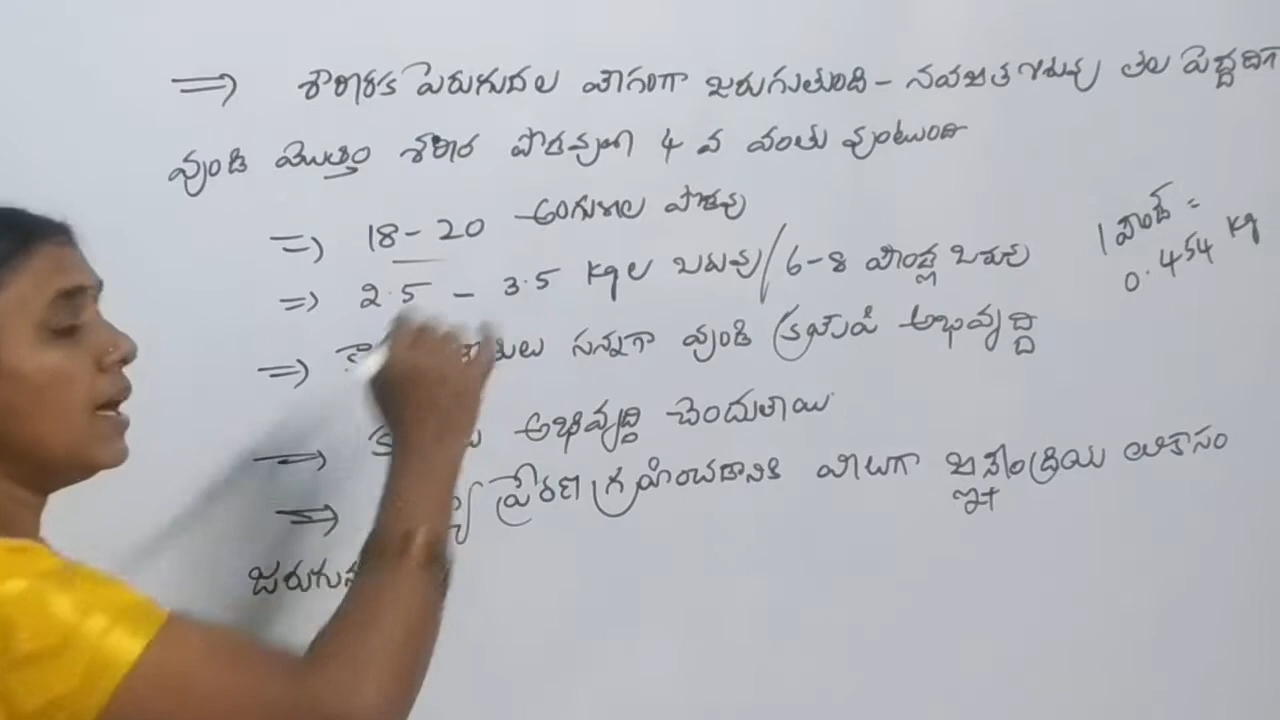 ⇒ శారీరక పెరుగుదల వేగంగా జరుగుతుంది - నవజాత శిశువు తల పెద్దదిగా
వుండి మొత్తం శరీర పొడవులో 4 వ వంతు వుంటుంది
⇒ 18 - 20 అంగుళాల పొడవు
⇒ 2.5 - 3.5 kgల బరువు / 6-8 పౌండ్ల బరువు
1 పౌండ్ =
0.454 kg
⇒ సన్నగా వుండి క్రమేపి అభివృద్ధి
⇒ అభివృద్ధి చెందుతాయి
⇒ ప్రేరణ గ్రహించడానికి వీలుగా జ్ఞానేంద్రియ వికాసం